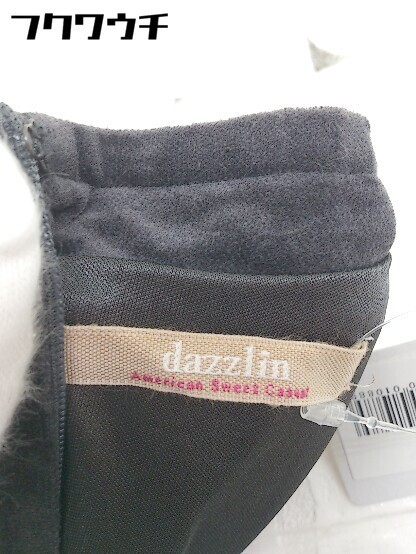 フクワウチ
dazzlin
American Sweet Casual